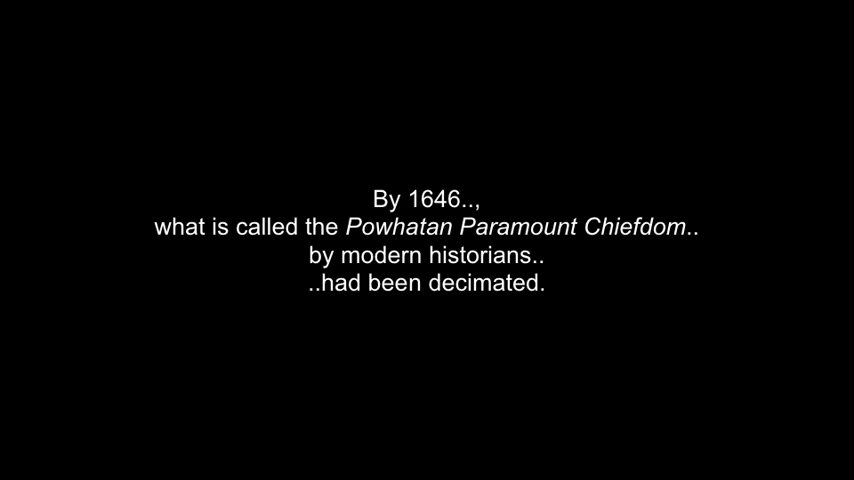 By 1646..,
what is called the Powhatan Paramount Chiefdom..
by modern historians..
..had been decimated.